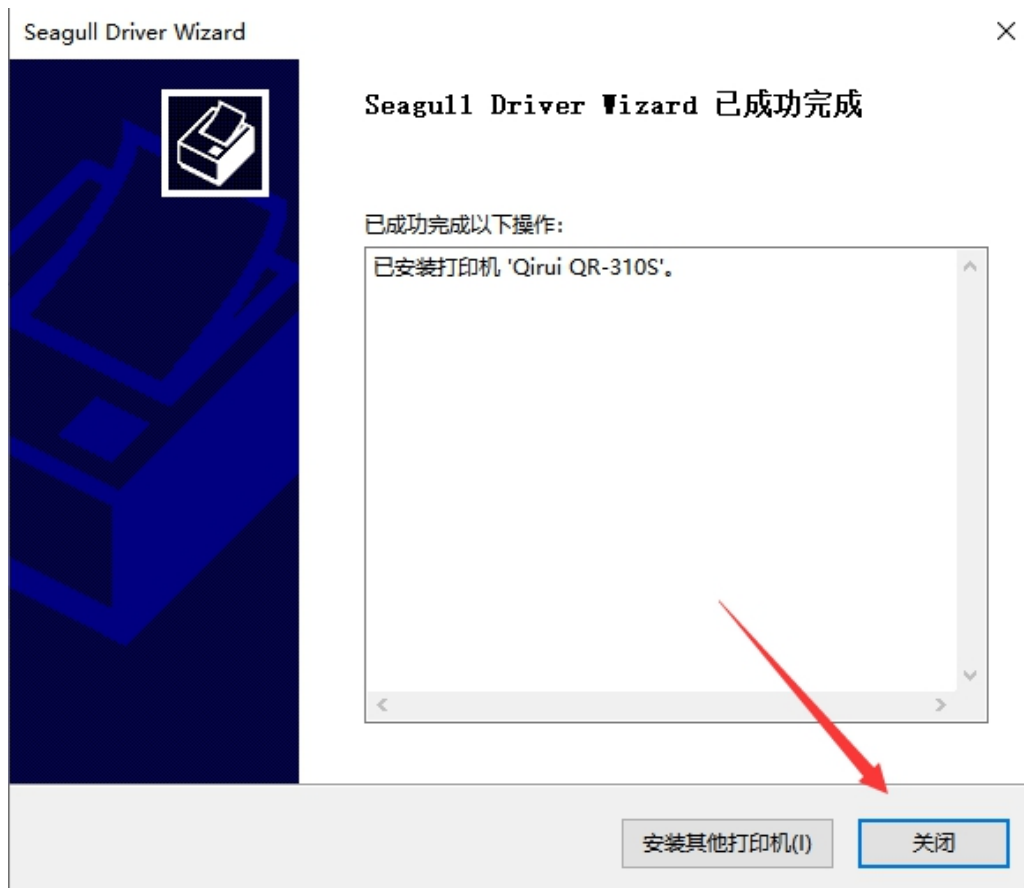 Seagull Driver Wizard
Seagull Driver Wizard 已成功完成
已成功完成以下操作：
已安装打印机 'Qirui QR-310S'。
安装其他打印机(I)
关闭